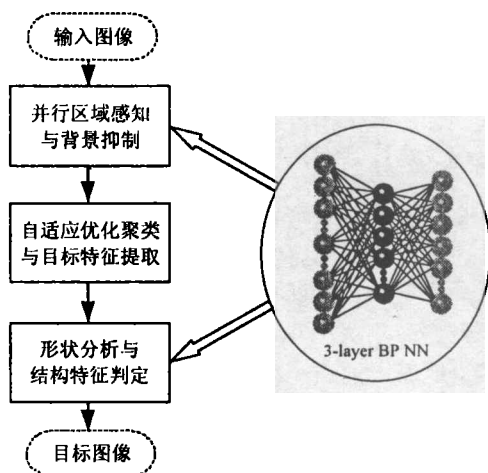 输入图像
并行区域感知
与背景抑制
自适应优化聚类
与目标特征提取
形状分析与
结构特征判定
目标图像
3-layer BP NN